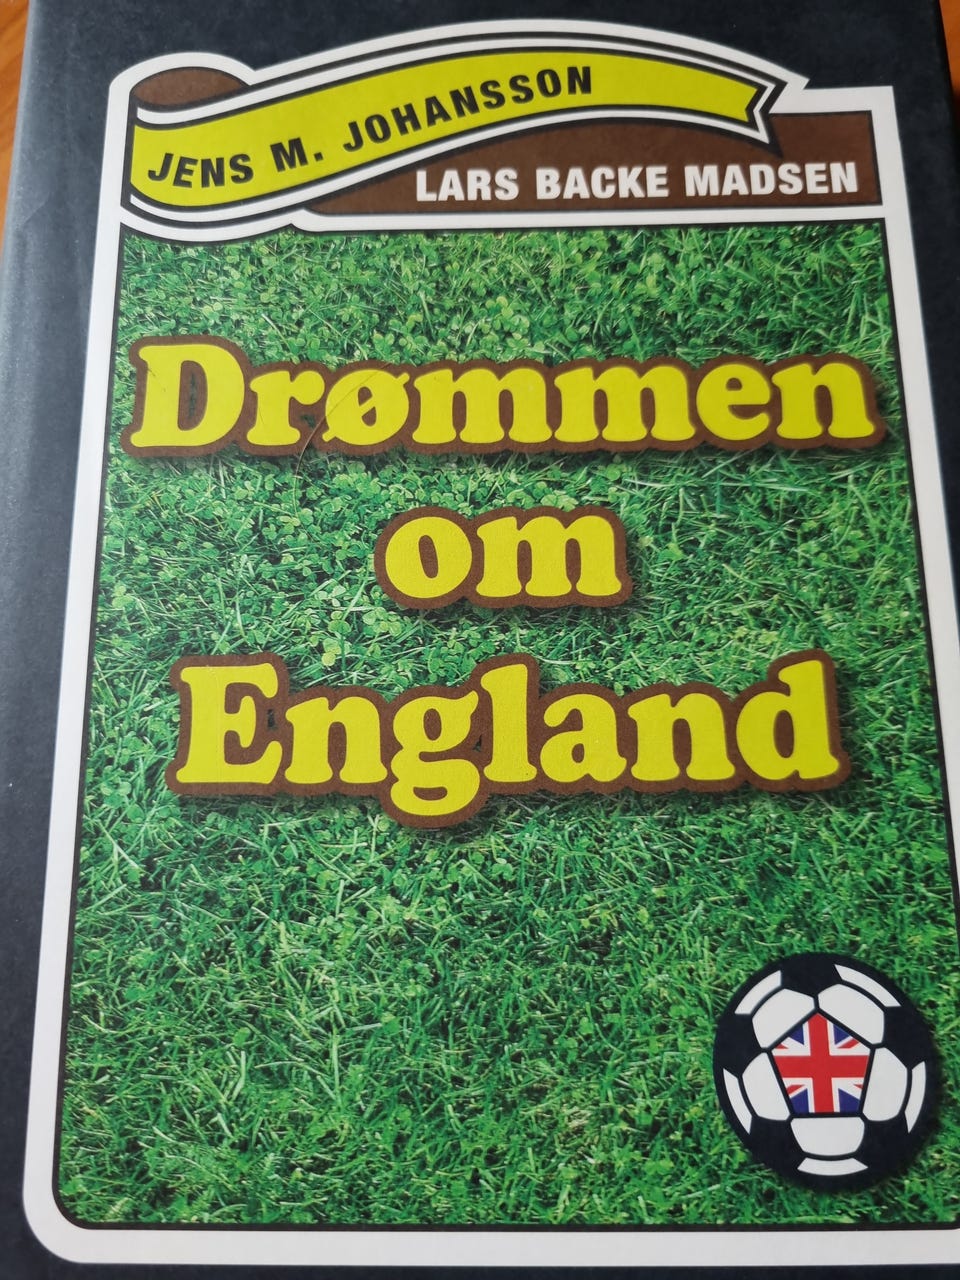 JENS M. JOHANSSON
LARS BACKE MADSEN
Drømmen
om
England